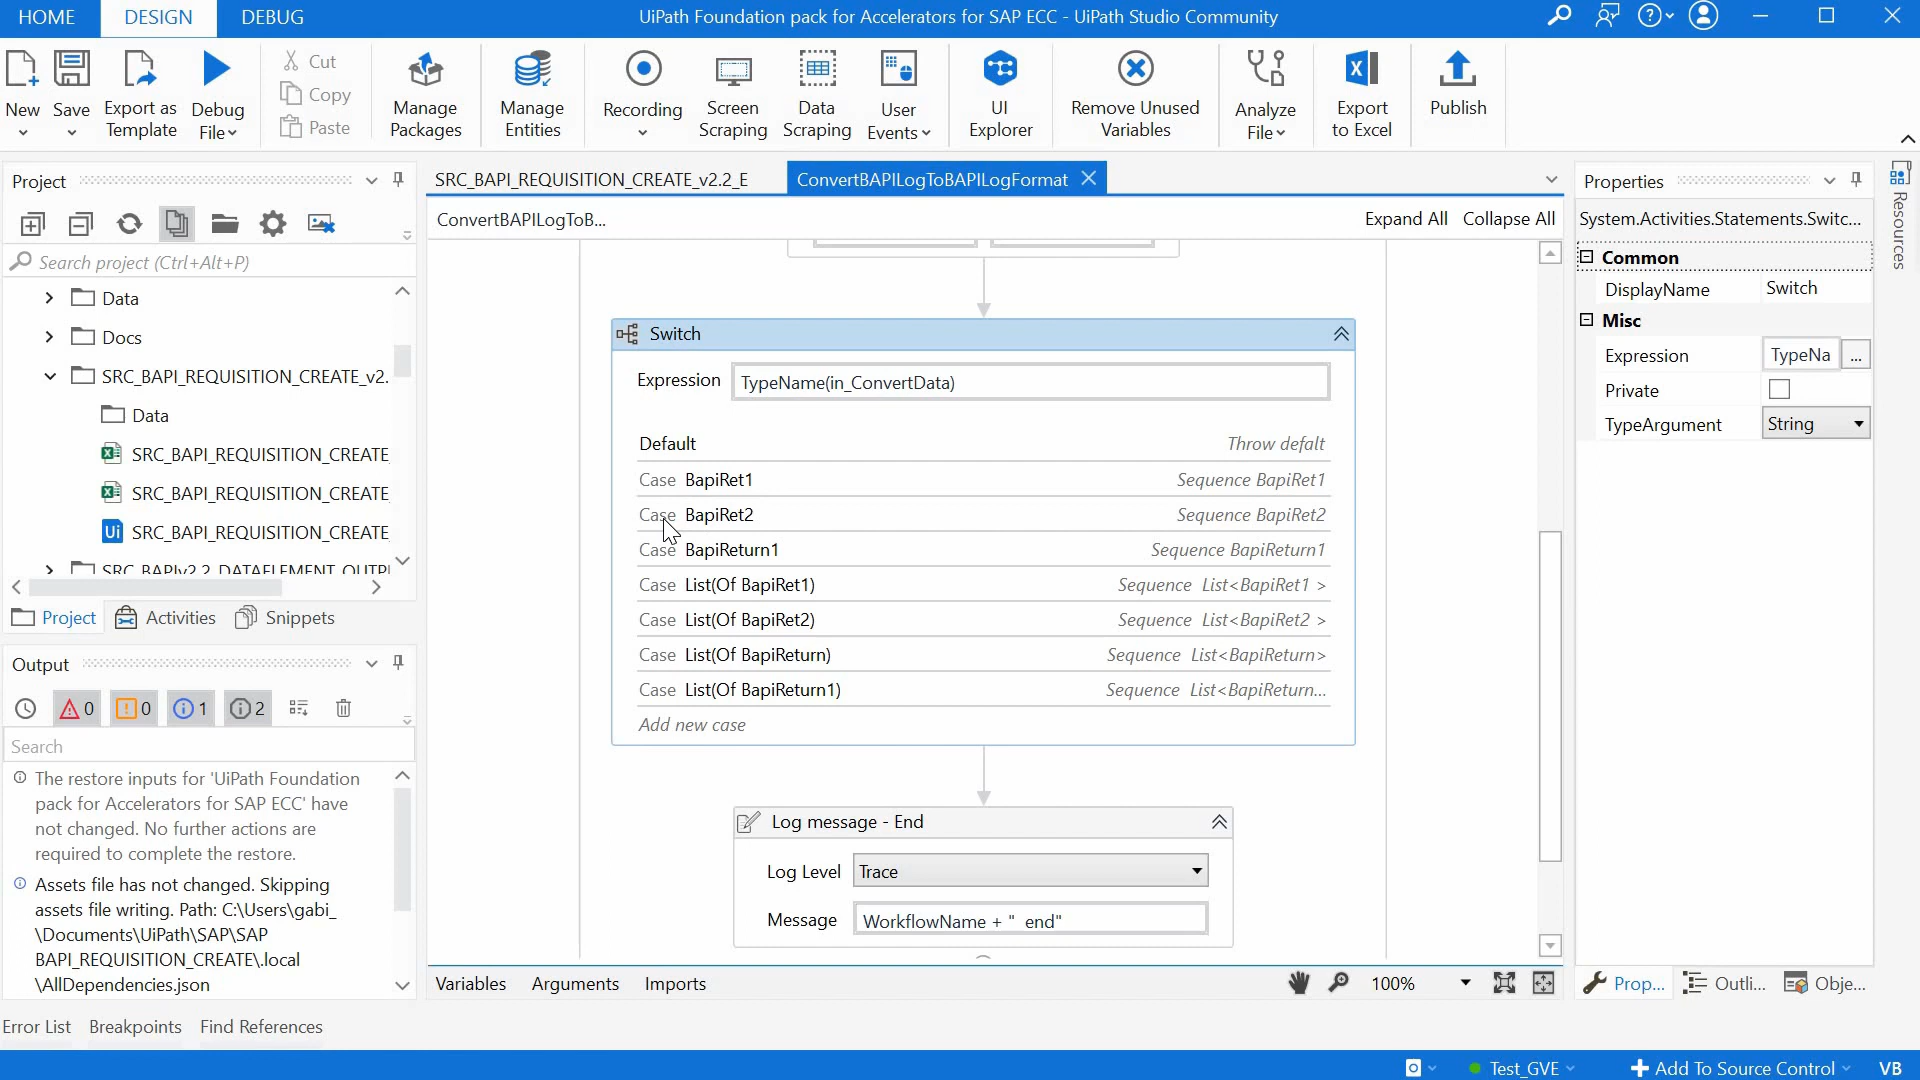 HOME DESIGN DEBUG UiPath Foundation pack for Accelerators for SAP ECC - UiPath Studio Community
New Save Export as Template Debug File Cut Copy Paste Manage Packages Manage Entities Recording Screen Scraping Data Scraping User Events UI Explorer Remove Unused Variables Analyze File Export to Excel Publish
Project
Search project (Ctrl+Alt+P)
Data
Docs
SRC_BAPI_REQUISITION_CREATE_v2.
Data
SRC_BAPI_REQUISITION_CREATE_
SRC_BAPI_REQUISITION_CREATE_
Ui SRC_BAPI_REQUISITION_CREATE_
SRC_BAPIv2.2_DATAELEMENT_OUTPU
Project Activities Snippets
Output
0 0 1 2
Search
The restore inputs for 'UiPath Foundation
pack for Accelerators for SAP ECC' have
not changed. No further actions are
required to complete the restore.
Assets file has not changed. Skipping
assets file writing. Path: C:\Users\gabi_
\Documents\UiPath\SAP\SAP
BAPI_REQUISITION_CREATE\.local
\AllDependencies.json
SRC_BAPI_REQUISITION_CREATE_v2.2_E ConvertBAPILogToBAPILogFormat
ConvertBAPILogToB... Expand All Collapse All
Switch
Expression TypeName(in_ConvertData)
Default Throw defalt
Case BapiRet1 Sequence BapiRet1
Case BapiRet2 Sequence BapiRet2
Case BapiReturn1 Sequence BapiReturn1
Case List(Of BapiRet1) Sequence List<BapiRet1 >
Case List(Of BapiRet2) Sequence List<BapiRet2 >
Case List(Of BapiReturn) Sequence List<BapiReturn>
Case List(Of BapiReturn1) Sequence List<BapiReturn...
Add new case
Log message - End
Log Level Trace
Message WorkflowName + " end"
Variables Arguments Imports 100%
Properties
System.Activities.Statements.Switc...
Common
DisplayName Switch
Misc
Expression TypeNa ...
Private
TypeArgument String
Prop... Outli... Obje...
Resources
Error List Breakpoints Find References
Test_GVE Add To Source Control VB